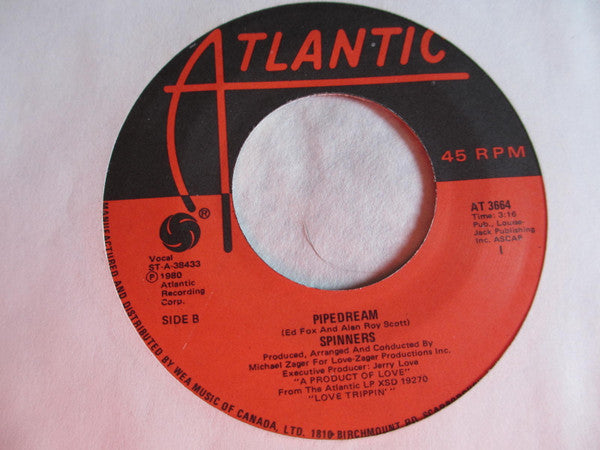 ATLANTIC
®
45 RPM
AT 3664
Time: 3:16
Pub., Louise-
Jack Publishing
Inc. ASCAP
Vocal
ST-A-38433
℗ 1980
Atlantic
Recording
Corp.
SIDE B
PIPEDREAM
(Ed Fox and Alan Roy Scott)
SPINNERS
Produced, Arranged And Conducted By
Michael Zager For Love-Zager Productions Inc.
Executive Producer: Jerry Love
"A PRODUCT OF LOVE"
From The Atlantic LP XSD 19270
"LOVE TRIPPIN'"
MANUFACTURED AND DISTRIBUTED BY WEA MUSIC OF CANADA, LTD. 1810 BIRCHMOUNT RD.